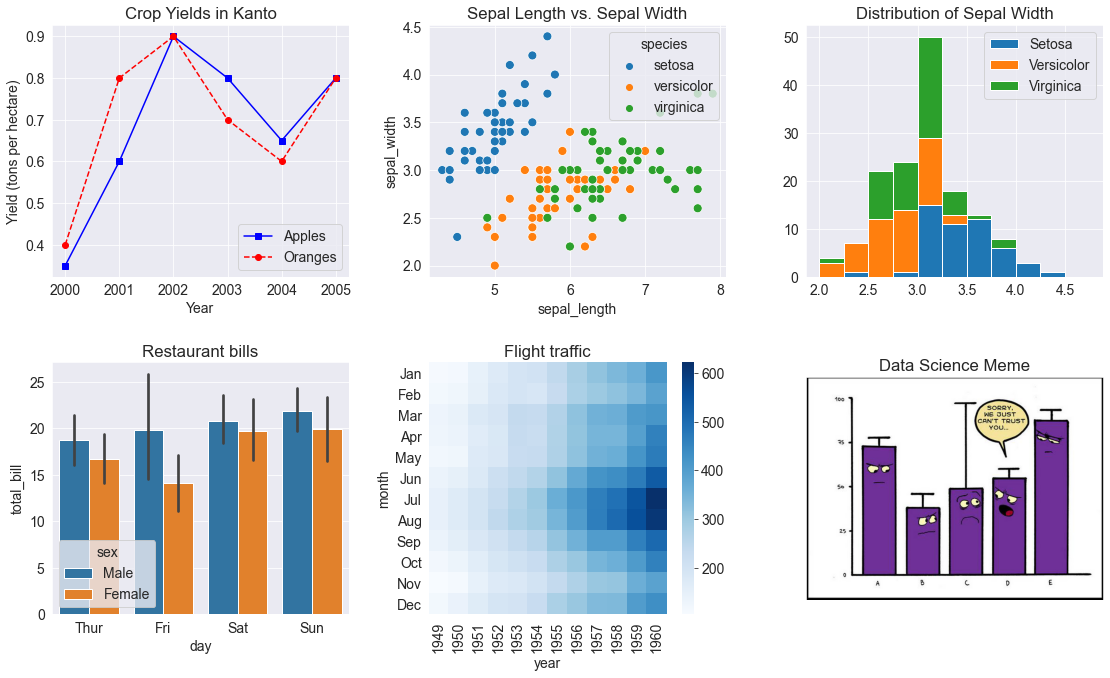 Crop Yields in Kanto
Yield (tons per hectare)
0.9
0.8
0.7
0.6
0.5
0.4
Apples
Oranges
2000 2001 2002 2003 2004 2005
Year
Sepal Length vs. Sepal Width
sepal_width
4.5
4.0
3.5
3.0
2.5
2.0
species
setosa
versicolor
virginica
5 6 7 8
sepal_length
Distribution of Sepal Width
50
40
30
20
10
0
Setosa
Versicolor
Virginica
2.0 2.5 3.0 3.5 4.0 4.5
Restaurant bills
total_bill
25
20
15
10
5
0
sex
Male
Female
Thur Fri Sat Sun
day
Flight traffic
month
Jan
Feb
Mar
Apr
May
Jun
Jul
Aug
Sep
Oct
Nov
Dec
1949 1950 1951 1952 1953 1954 1955 1956 1957 1958 1959 1960
year
600
500
400
300
200
Data Science Meme
SORRY,
WE JUST
CAN'T TRUST
YOU...
100
75
50
25
0
A B C D E